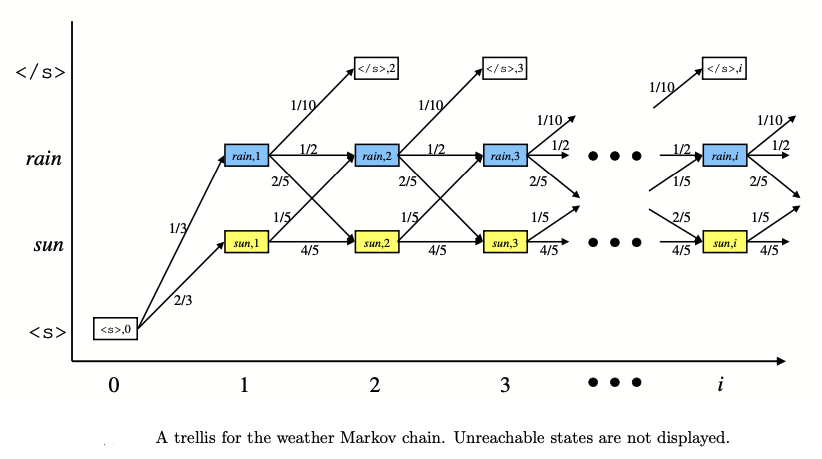 </s>
</s>,2
</s>,3
</s>,i
1/10
1/10
1/10
1/10
1/10
rain
rain,1
1/2
rain,2
1/2
rain,3
1/2
1/2
rain,i
1/2
2/5
2/5
2/5
1/5
2/5
1/3
1/5
1/5
1/5
2/5
1/5
sun
sun,1
4/5
sun,2
4/5
sun,3
4/5
4/5
sun,i
4/5
2/3
<s>
<s>,0
0 1 2 3 • • • i
A trellis for the weather Markov chain. Unreachable states are not displayed.